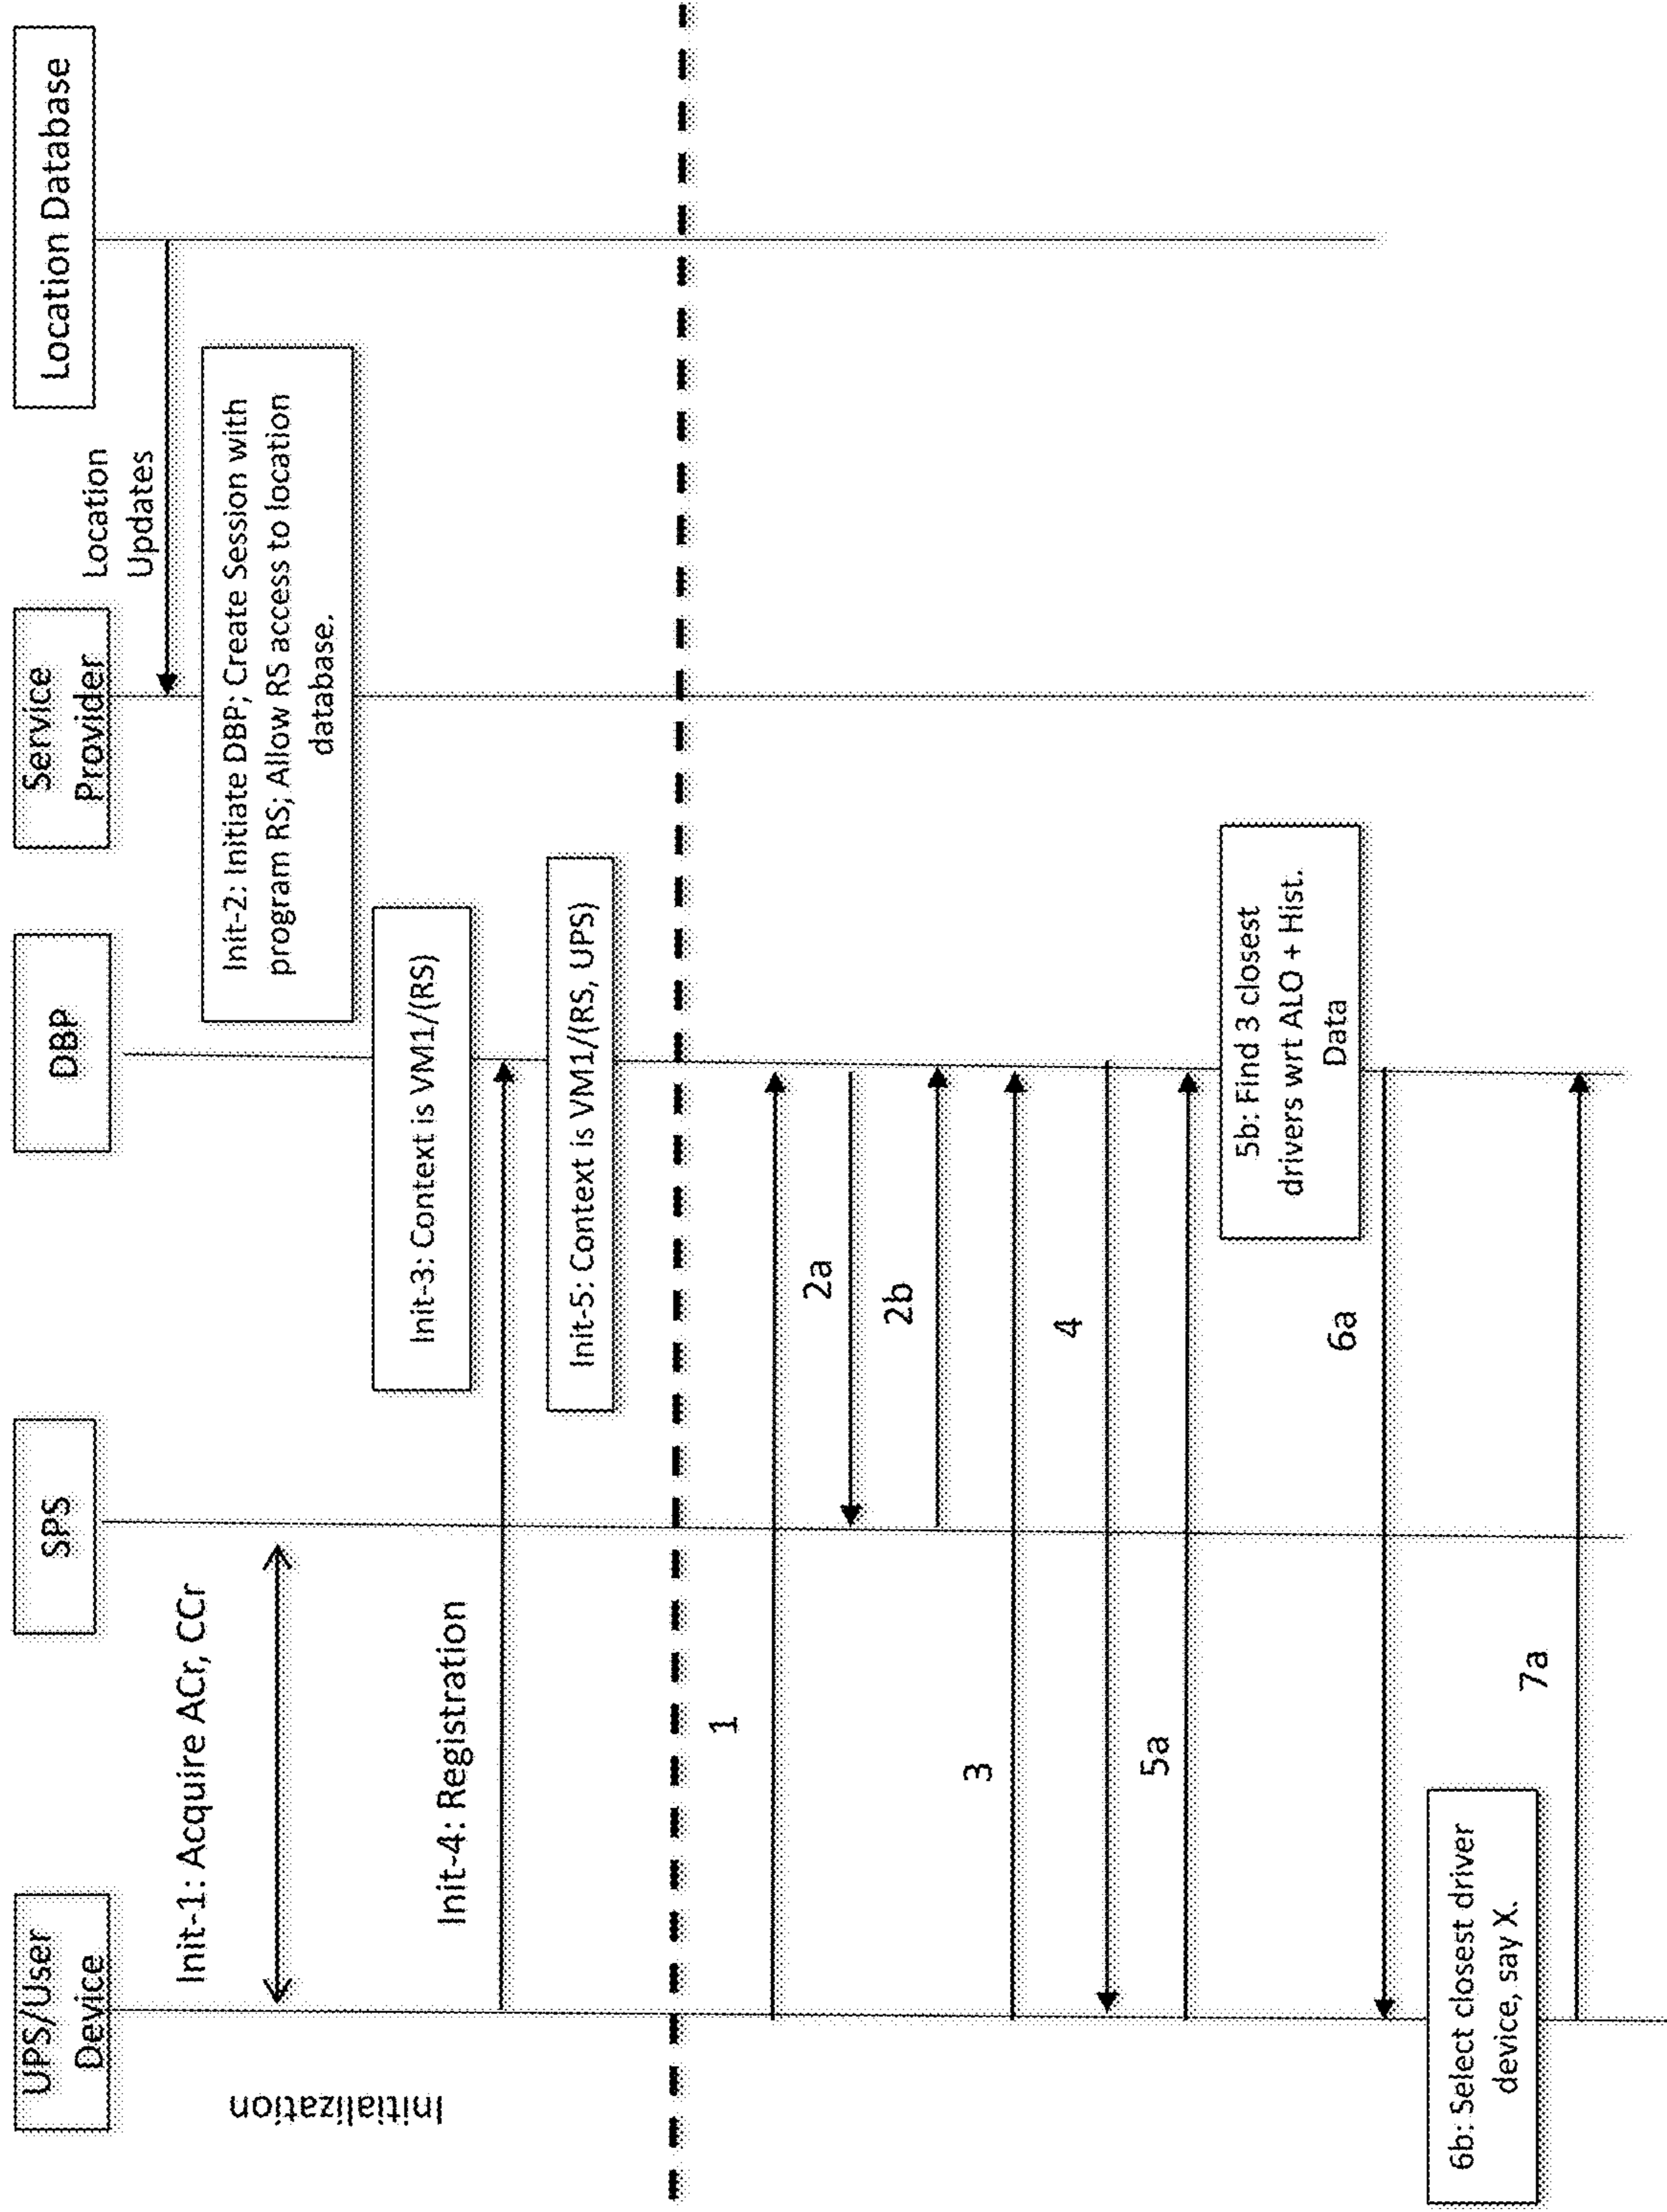 UPS/User
Device
SPS
DBP
Service
Provider
Location Database
Location
Updates
Initialization
Init-1: Acquire ACr, CCr
Init-2: Initiate DBP; Create Session with
program RS; Allow RS access to location
database.
Init-3: Context is VM1/(RS)
Init-4: Registration
Init-5: Context is VM1/(RS, UPS)
1
2a
2b
3
4
5a
5b: Find 3 closest
drivers wrt ALO + Hist.
Data
6a
6b: Select closest driver
device, say X.
7a